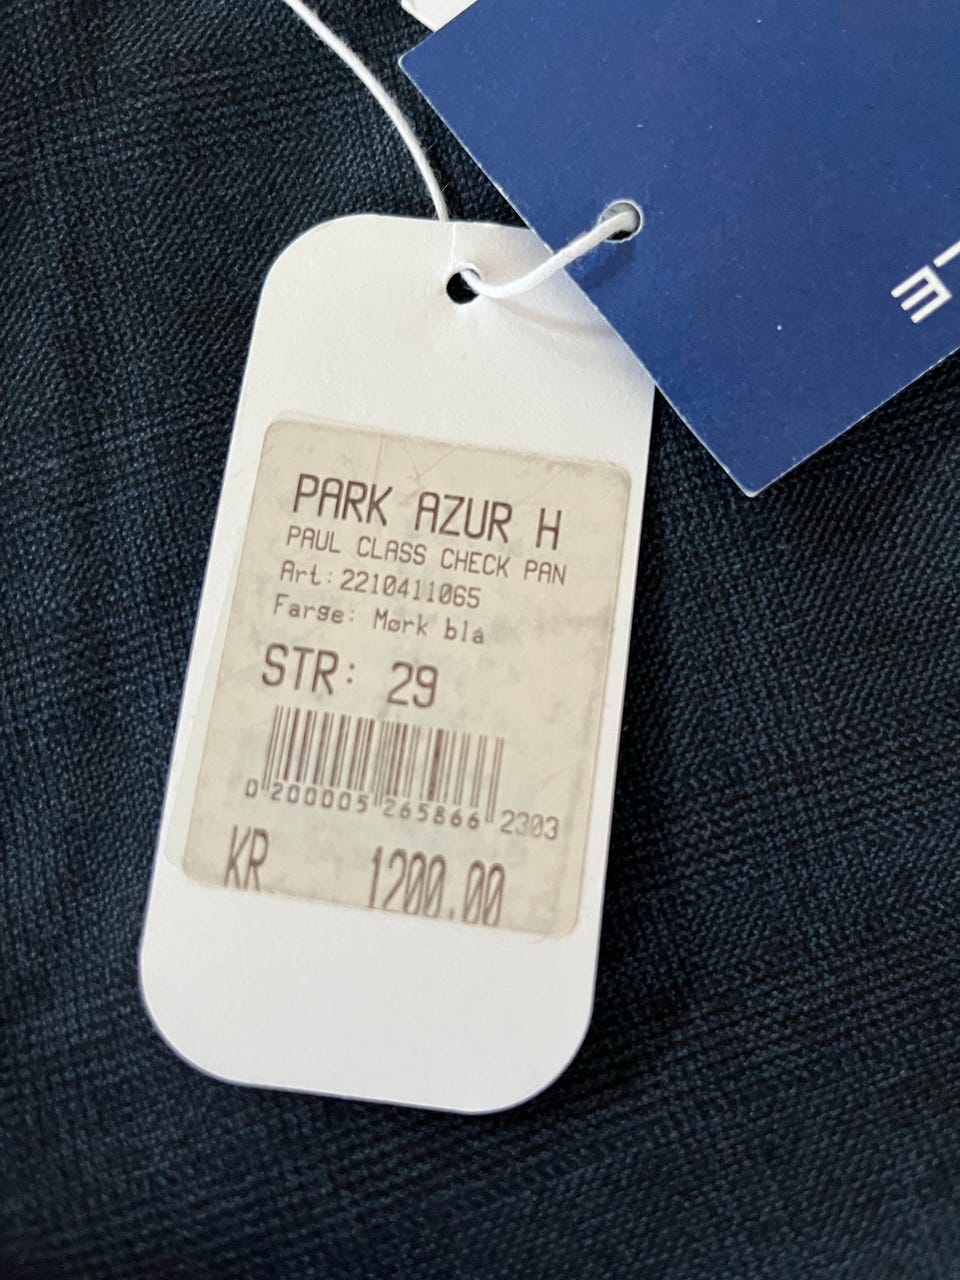 PARK AZUR H
PAUL CLASS CHECK PAN
Art:2210411065
Farge: Mørk bla
STR: 29
0 200005 265866 2303
KR 1200.00
E